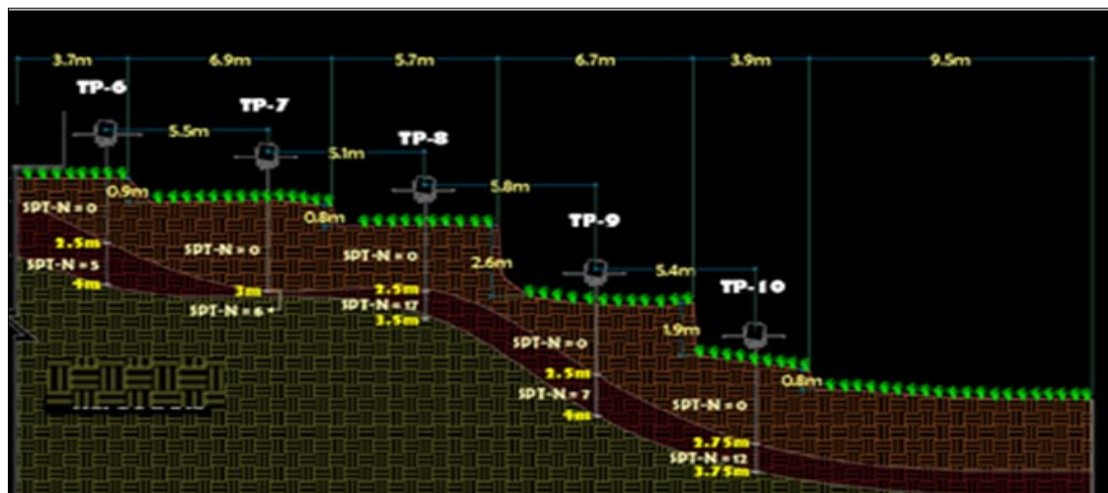 3.7m 6.9m 5.7m 6.7m 3.9m 9.5m
TP-6
TP-7
5.5m
TP-8
5.1m
5.8m
0.9m
SPT-N = 0
0.8m
TP-9
2.5m
SPT-N = 0
SPT-N = 0
2.6m
5.4m
SPT-N = 5
4m
3m
2.5m
TP-10
SPT-N = 6
SPT-N = 17
3.5m
1.9m
SPT-N = 0
2.5m
0.8m
SPT-N = 7
4m
SPT-N = 0
2.75m
SPT-N = 12
3.75m